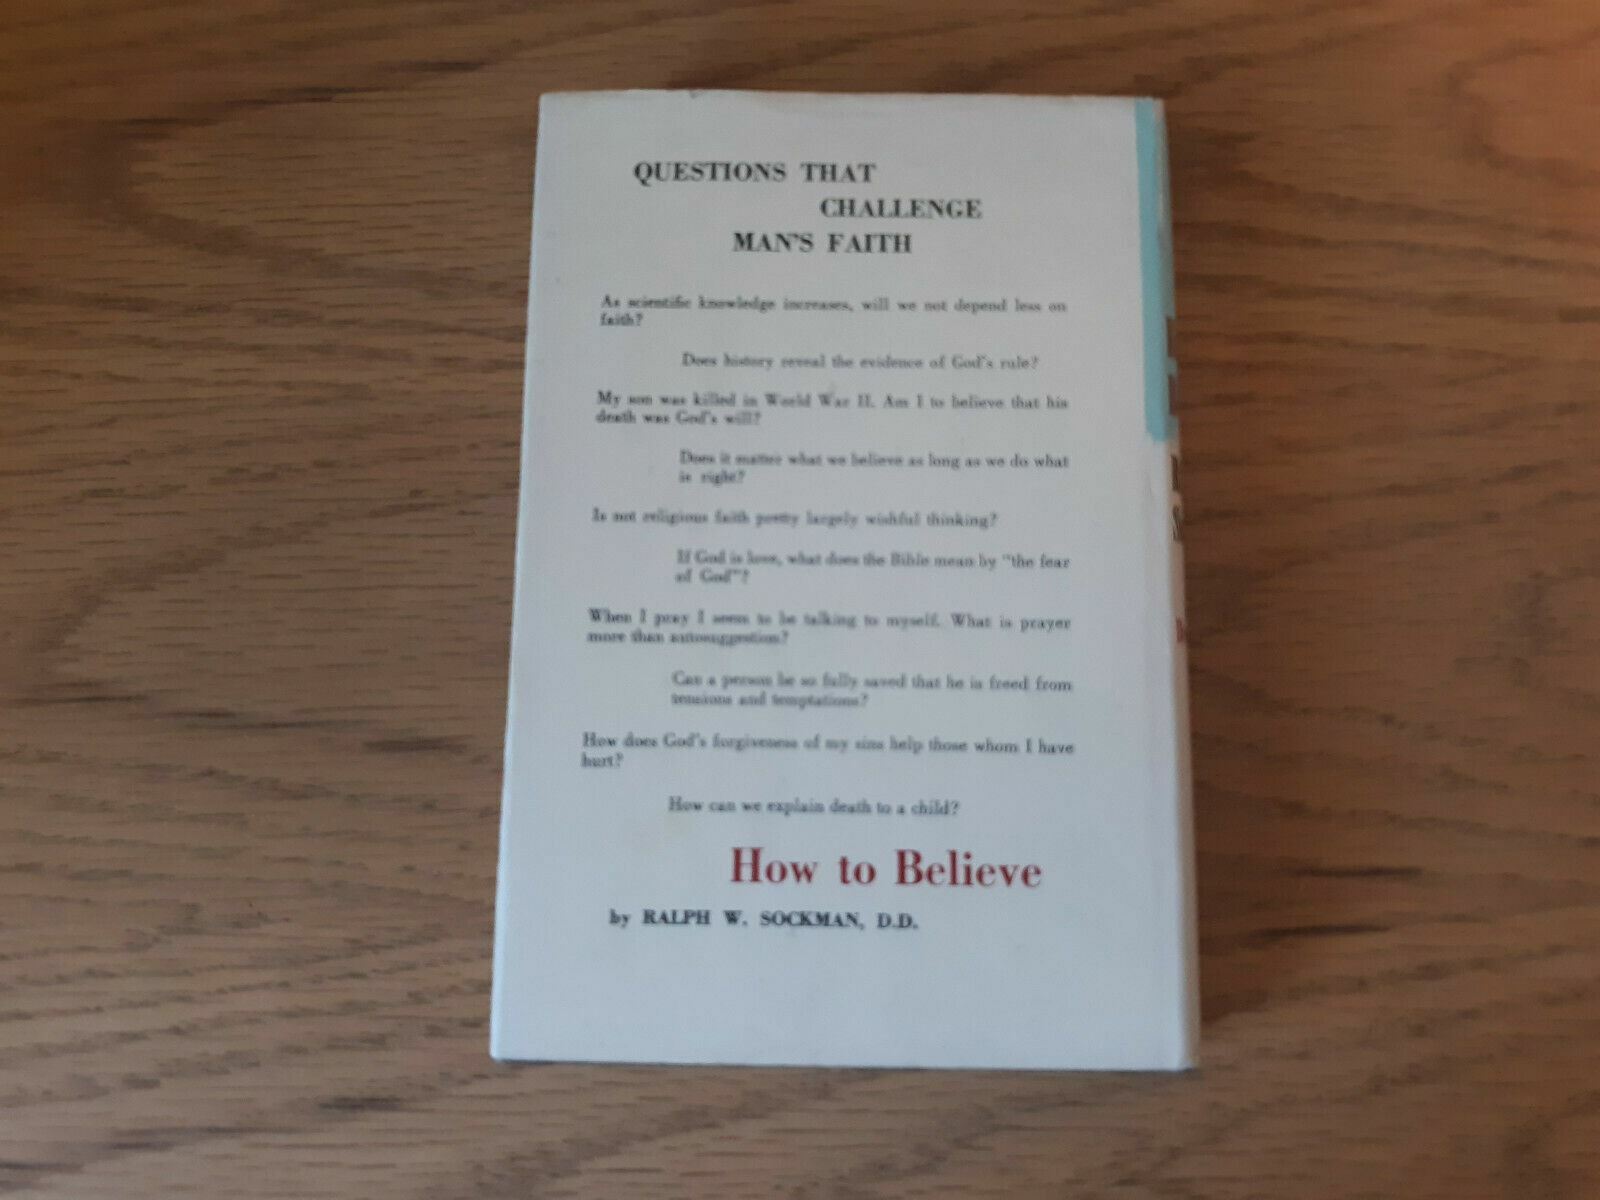 QUESTIONS THAT
CHALLENGE
MAN'S FAITH
As scientific knowledge increases, will we not depend less on
faith?
Does history reveal the evidence of God's rule?
My son was killed in World War II. Am I to believe that his
death was God's will?
Does it matter what we believe as long as we do what
is right?
Is not religious faith pretty largely wishful thinking?
If God is love, what does the Bible mean by "the fear
of God"?
When I pray I seem to be talking to myself. What is prayer
more than autosuggestion?
Can a person be so fully saved that he is freed from
tensions and temptations?
How does God's forgiveness of my sins help those whom I have
hurt?
How can we explain death to a child?
How to Believe
by RALPH W. SOCKMAN, D.D.